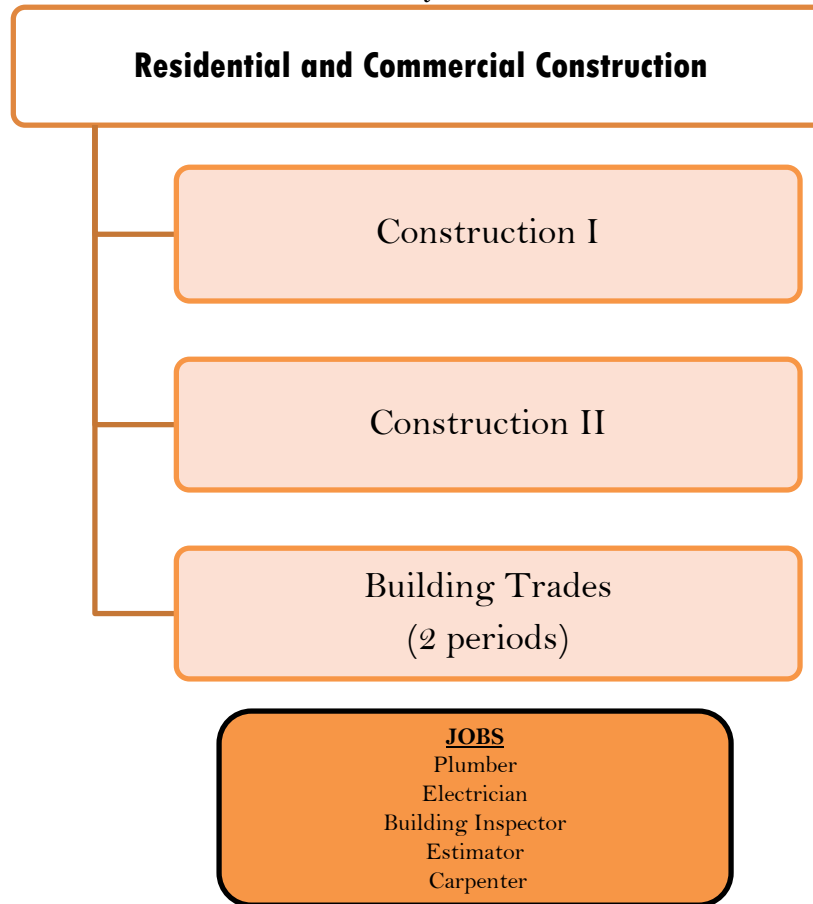 Residential and Commercial Construction
Construction I
Construction II
Building Trades
(2 periods)
JOBS
Plumber
Electrician
Building Inspector
Estimator
Carpenter